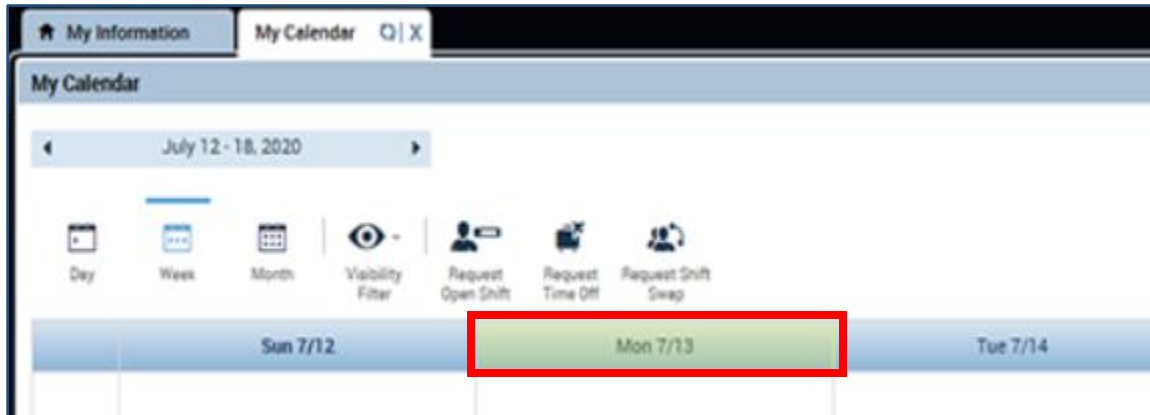 My Information
My Calendar
X
My Calendar
July 12 - 18, 2020
Day
Week
Month
Visibility
Filter
Request
Open Shift
Request
Time Off
Request Shift
Swap
Sun 7/12
Mon 7/13
Tue 7/14